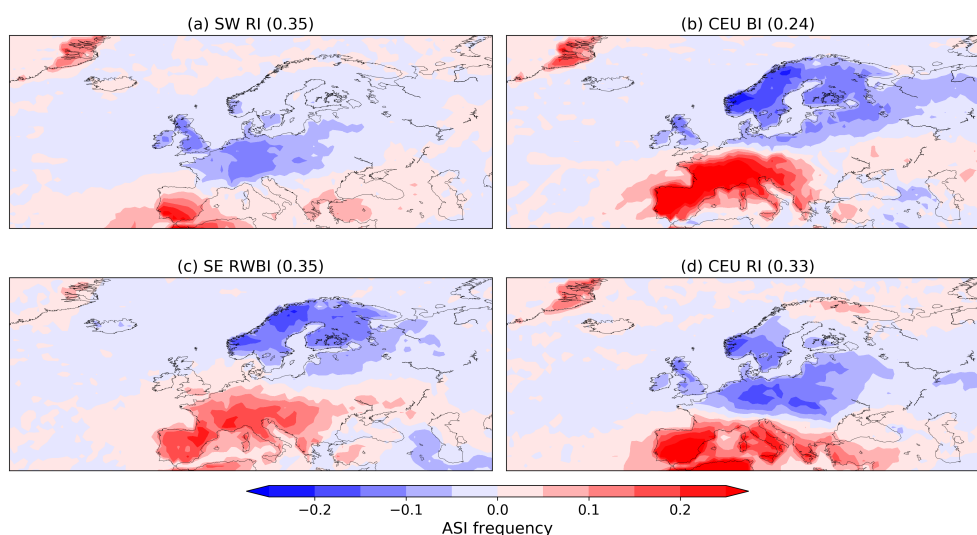 (a) SW RI (0.35)
(b) CEU BI (0.24)
(c) SE RWBI (0.35)
(d) CEU RI (0.33)
−0.2 −0.1 0.0 0.1 0.2
ASI frequency